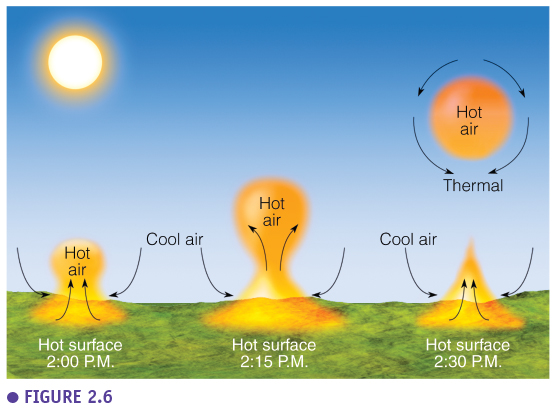 Hot
air
Thermal
Hot
air
Cool air
Hot
air
Cool air
Hot surface
2:00 P.M.
Hot surface
2:15 P.M.
Hot surface
2:30 P.M.
● FIGURE 2.6